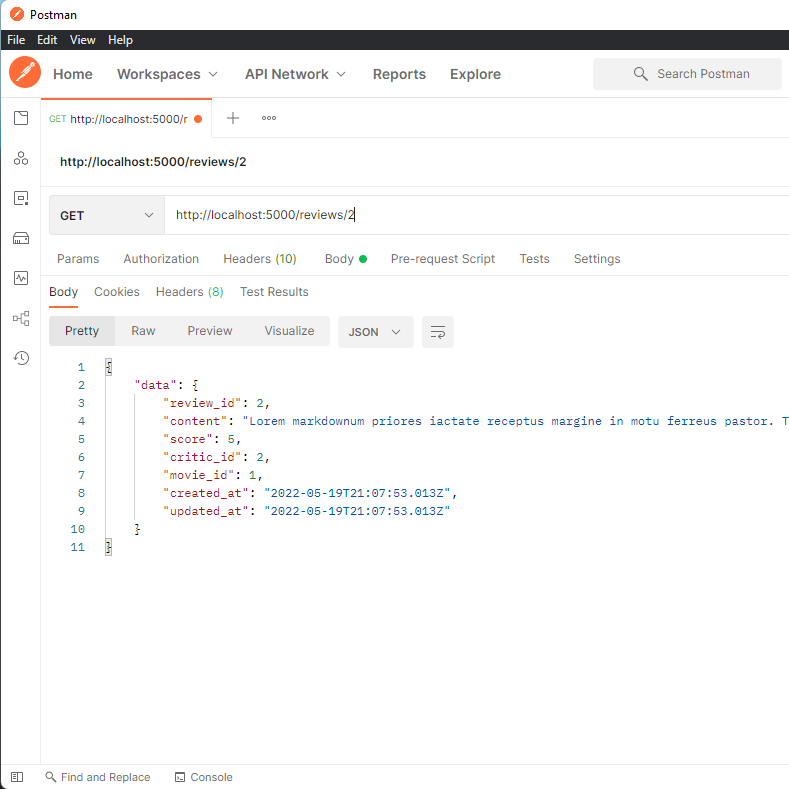 Postman
File Edit View Help
Home Workspaces API Network Reports Explore Search Postman
GET http://localhost:5000/r
http://localhost:5000/reviews/2
GET http://localhost:5000/reviews/2
Params Authorization Headers (10) Body Pre-request Script Tests Settings
Body Cookies Headers (8) Test Results
Pretty Raw Preview Visualize JSON
1 {
2 "data": {
3 "review_id": 2,
4 "content": "Lorem markdownum priores iactate receptus margine in motu ferreus pastor. T
5 "score": 5,
6 "critic_id": 2,
7 "movie_id": 1,
8 "created_at": "2022-05-19T21:07:53.013Z",
9 "updated_at": "2022-05-19T21:07:53.013Z"
10 }
11 }
Find and Replace Console